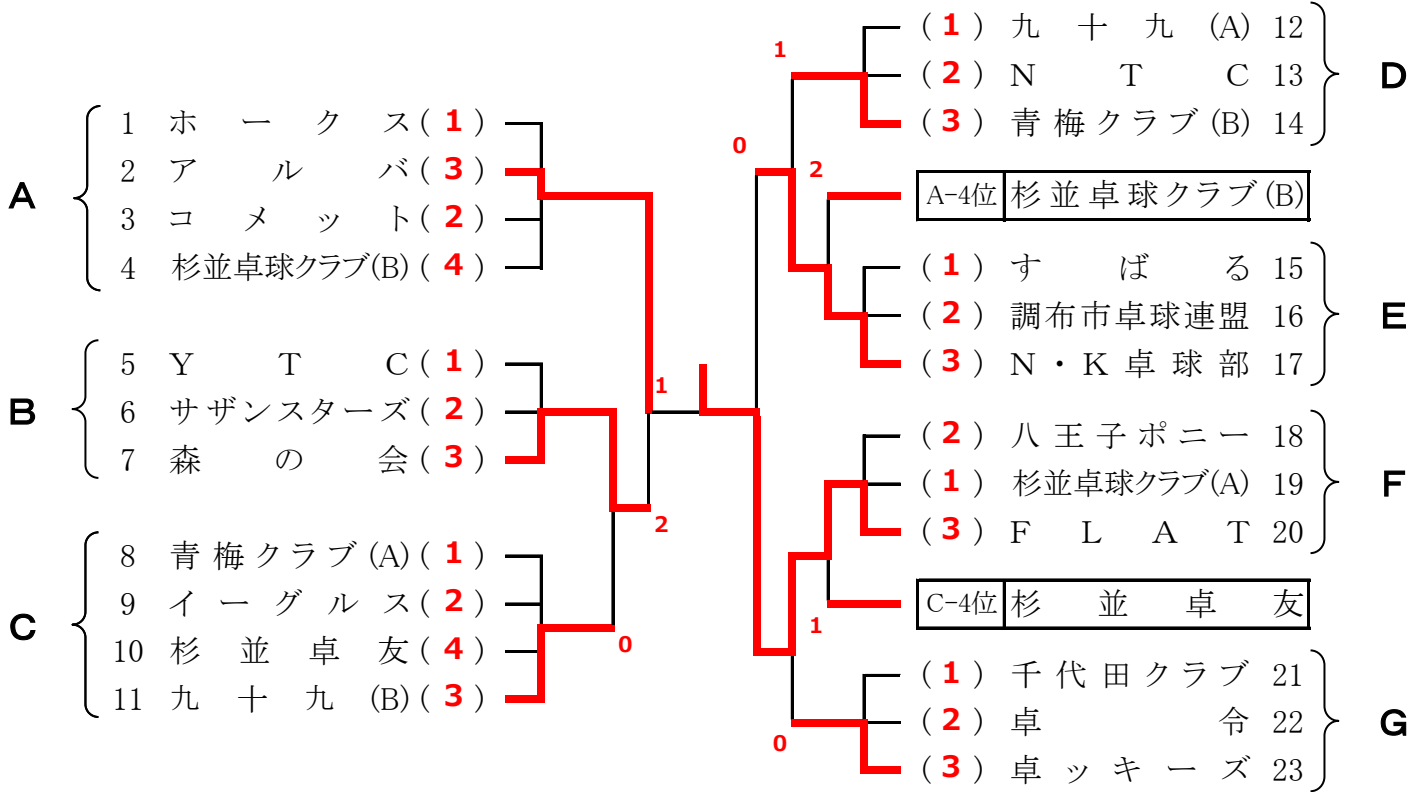 A
1 ホークス(1)
2 アルバ(3)
3 コメット(2)
4 杉並卓球クラブ(B)(4)
B
5 YTC(1)
6 サザンスターズ(2)
7 森の会(3)
C
8 青梅クラブ(A)(1)
9 イーグルス(2)
10 杉並卓友(4)
11 九十九(B)(3)
1
2
0
1
0
2
1
0
(1) 九十九(A) 12
(2) NTC 13
(3) 青梅クラブ(B) 14
D
A-4位 杉並卓球クラブ(B)
(1) すばる 15
(2) 調布市卓球連盟 16
(3) N・K卓球部 17
E
(2) 八王子ポニー 18
(1) 杉並卓球クラブ(A) 19
(3) FLAT 20
F
C-4位 杉並卓友
(1) 千代田クラブ 21
(2) 卓令 22
(3) 卓ッキーズ 23
G